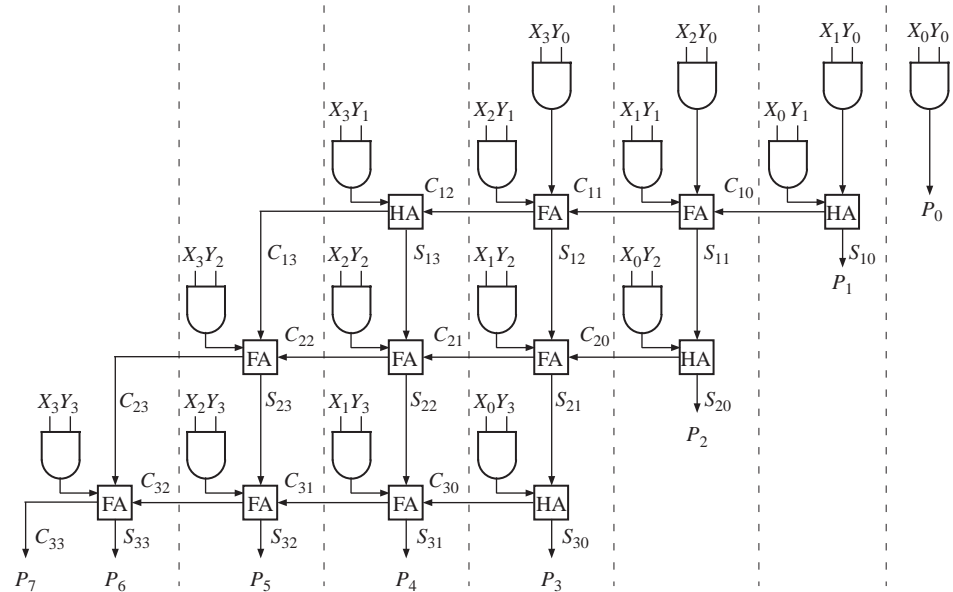 X₃Y₀ X₂Y₀ X₁Y₀ X₀Y₀
X₃Y₁ X₂Y₁ X₁Y₁ X₀ Y₁
C₁₂ C₁₁ C₁₀
HA FA FA HA P₀
C₁₃ S₁₃ S₁₂ S₁₁ S₁₀
X₃Y₂ X₂Y₂ X₁Y₂ X₀Y₂ P₁
C₂₂ C₂₁ C₂₀
FA FA FA HA
C₂₃ S₂₃ S₂₂ S₂₁ S₂₀
X₃Y₃ X₂Y₃ X₁Y₃ X₀Y₃ P₂
C₃₂ C₃₁ C₃₀
FA FA FA HA
C₃₃ S₃₃ S₃₂ S₃₁ S₃₀
P₇ P₆ P₅ P₄ P₃